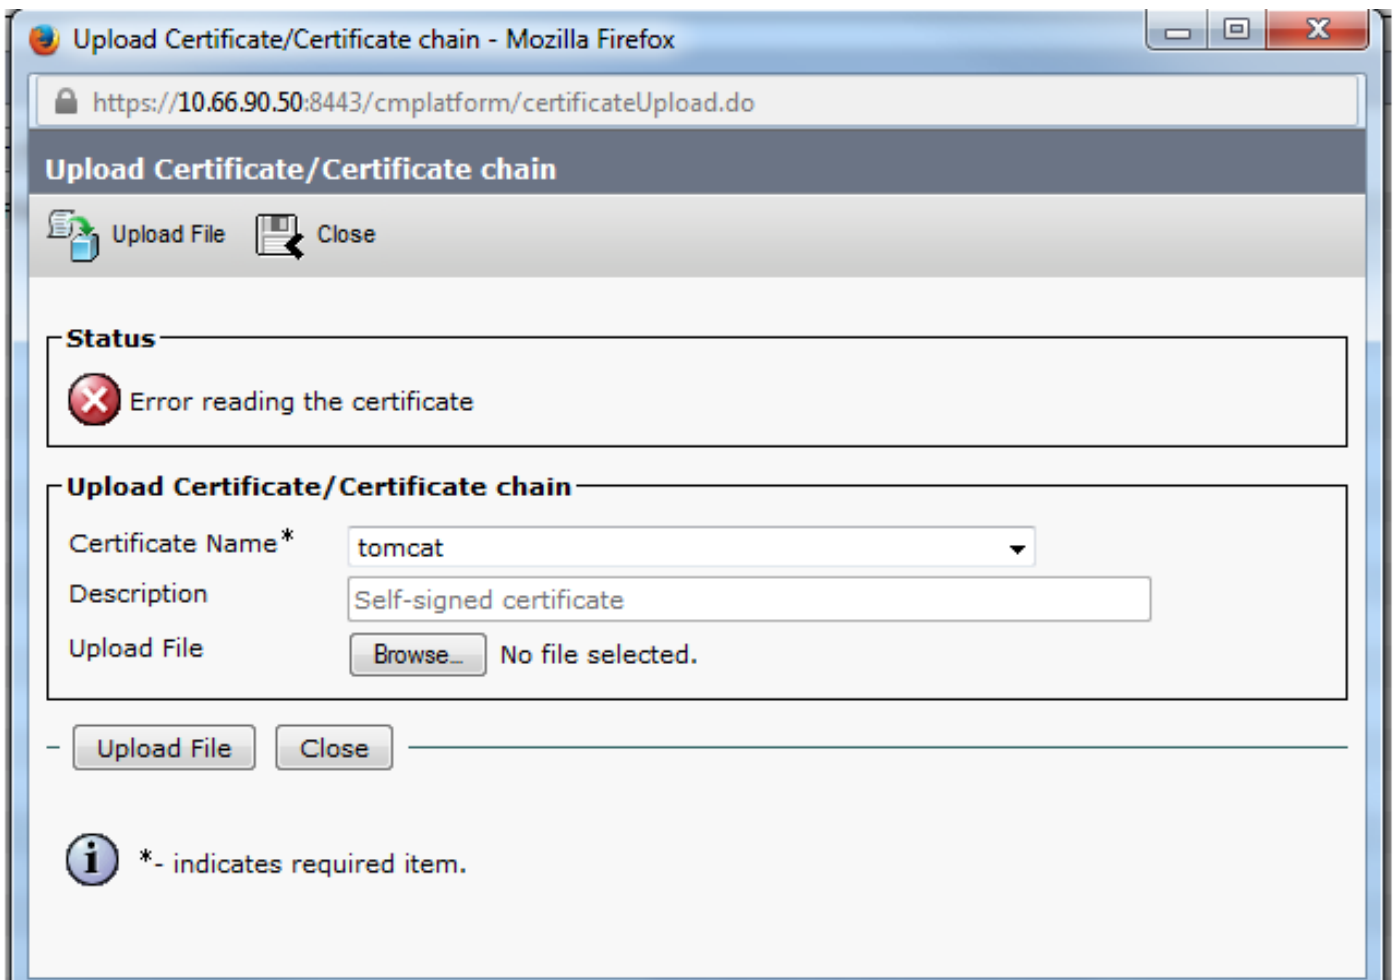 Upload Certificate/Certificate chain - Mozilla Firefox
https://10.66.90.50:8443/cmplatform/certificateUpload.do
Upload Certificate/Certificate chain
Upload File Close
Status
Error reading the certificate
Upload Certificate/Certificate chain
Certificate Name* tomcat
Description Self-signed certificate
Upload File Browse... No file selected.
Upload File Close
*- indicates required item.